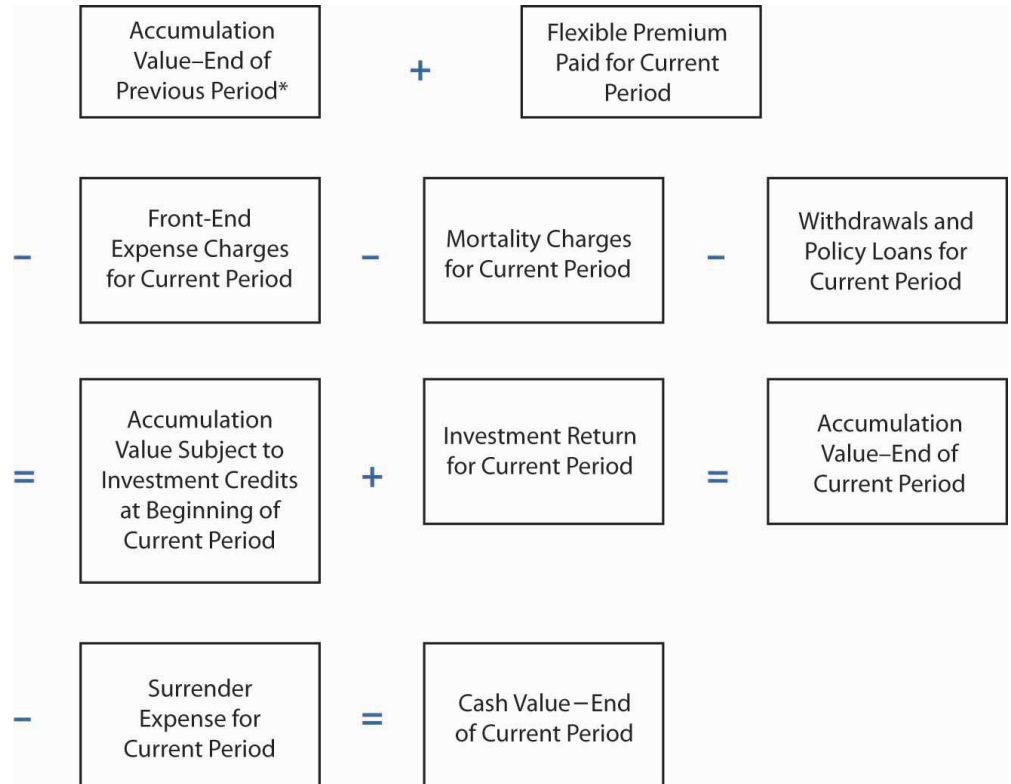 Accumulation
Value–End of
Previous Period*
+
Flexible Premium
Paid for Current
Period
–
Front-End
Expense Charges
for Current Period
–
Mortality Charges
for Current Period
–
Withdrawals and
Policy Loans for
Current Period
=
Accumulation
Value Subject to
Investment Credits
at Beginning of
Current Period
+
Investment Return
for Current Period
=
Accumulation
Value–End of
Current Period
–
Surrender
Expense for
Current Period
=
Cash Value–End
of Current Period